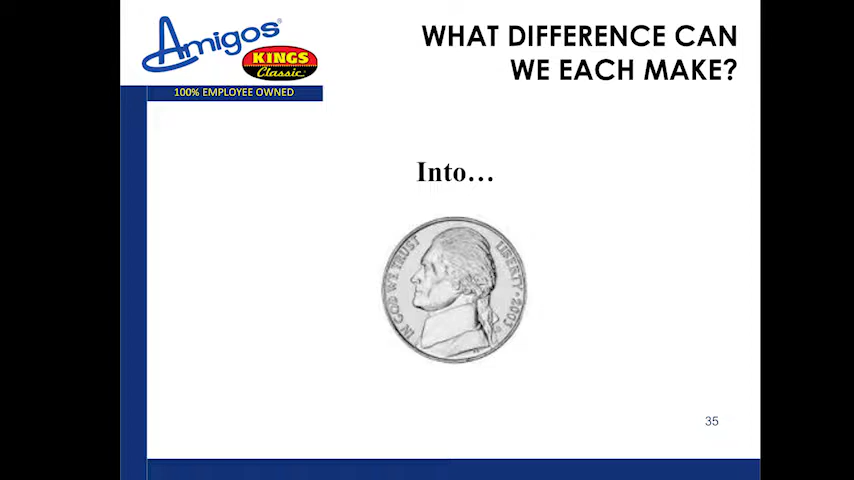 Amigos
KINGS
Classic
100% EMPLOYEE OWNED
WHAT DIFFERENCE CAN
WE EACH MAKE?
Into…
IN GOD WE TRUST
LIBERTY • 2003
35